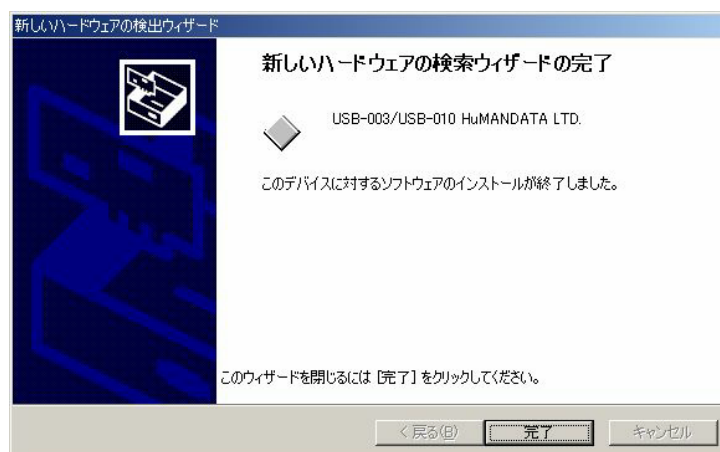 新しいハードウェアの検出ウィザード
新しいハードウェアの検索ウィザードの完了
USB-003/USB-010 HuMANDATA LTD.
このデバイスに対するソフトウェアのインストールが終了しました。
このウィザードを閉じるには [完了] をクリックしてください。
< 戻る(B) 完了 キャンセル